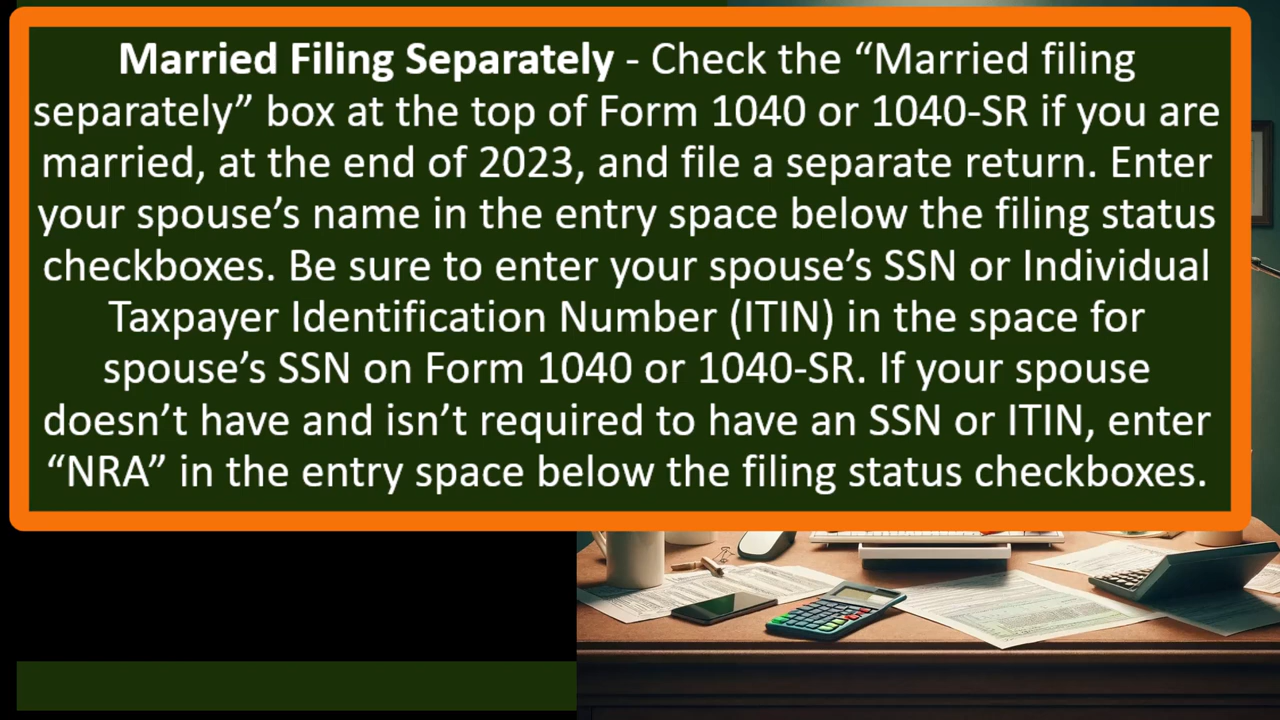 Married Filing Separately - Check the “Married filing
separately” box at the top of Form 1040 or 1040-SR if you are
married, at the end of 2023, and file a separate return. Enter
your spouse’s name in the entry space below the filing status
checkboxes. Be sure to enter your spouse’s SSN or Individual
Taxpayer Identification Number (ITIN) in the space for
spouse’s SSN on Form 1040 or 1040-SR. If your spouse
doesn’t have and isn’t required to have an SSN or ITIN, enter
“NRA” in the entry space below the filing status checkboxes.